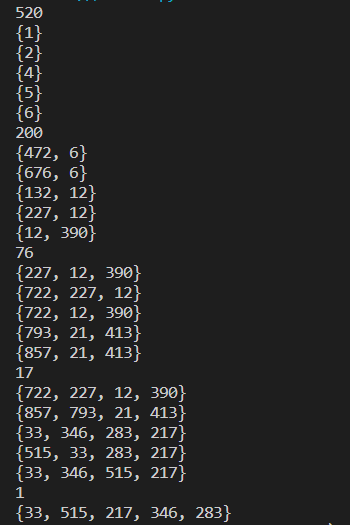 520
{1}
{2}
{4}
{5}
{6}
200
{472, 6}
{676, 6}
{132, 12}
{227, 12}
{12, 390}
76
{227, 12, 390}
{722, 227, 12}
{722, 12, 390}
{793, 21, 413}
{857, 21, 413}
17
{722, 227, 12, 390}
{857, 793, 21, 413}
{33, 346, 283, 217}
{515, 33, 283, 217}
{33, 346, 515, 217}
1
{33, 515, 217, 346, 283}